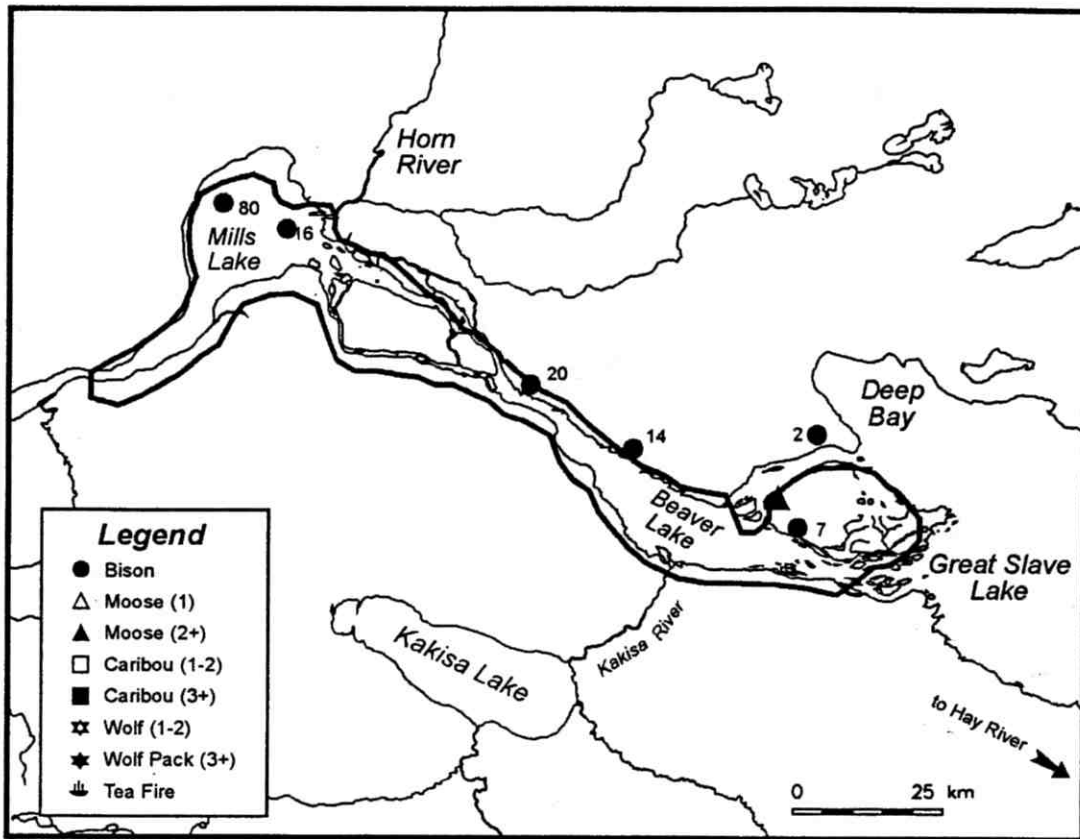 Horn
River
80
16
Mills
Lake
20
14
2
Deep
Bay
Beaver
Lake
7
Great Slave
Lake
Kakisa River
Kakisa Lake
to Hay River
Legend
Bison
Moose (1)
Moose (2+)
Caribou (1-2)
Caribou (3+)
Wolf (1-2)
Wolf Pack (3+)
Tea Fire
0 25 km